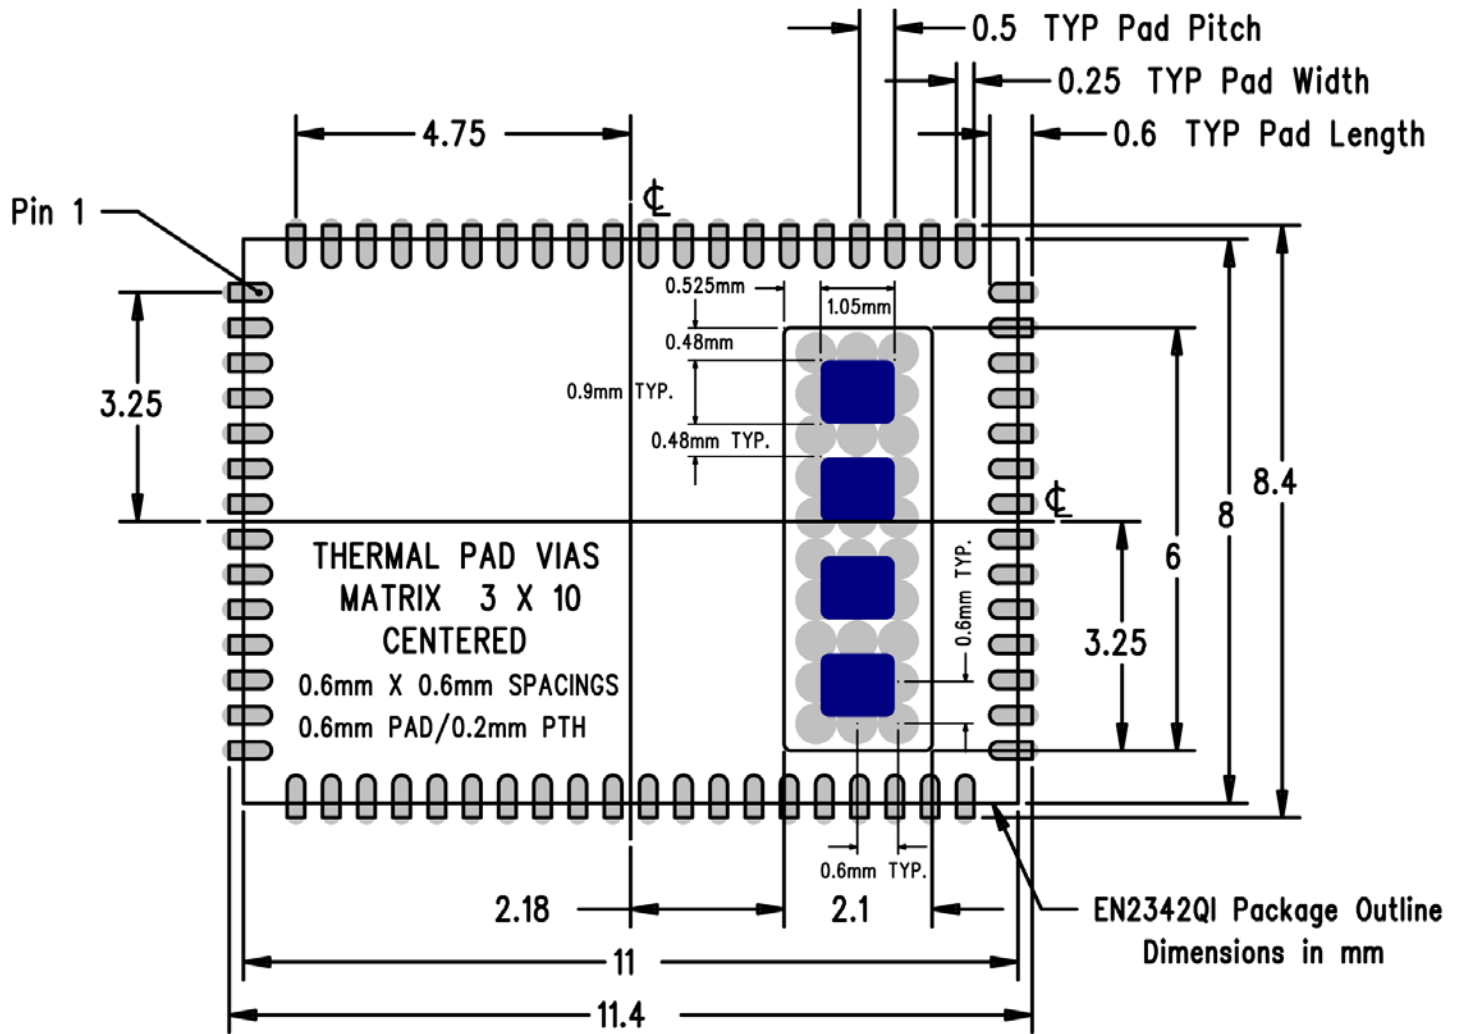 0.5 TYP Pad Pitch
0.25 TYP Pad Width
4.75
0.6 TYP Pad Length
℄
Pin 1
0.525mm
1.05mm
0.48mm
0.9mm TYP.
3.25
0.48mm TYP.
8.4
℄
8
THERMAL PAD VIAS
MATRIX 3 X 10
CENTERED
0.6mm X 0.6mm SPACINGS
0.6mm PAD/0.2mm PTH
0.6mm TYP.
6
3.25
0.6mm TYP.
2.18
2.1
EN2342QI Package Outline
Dimensions in mm
11
11.4